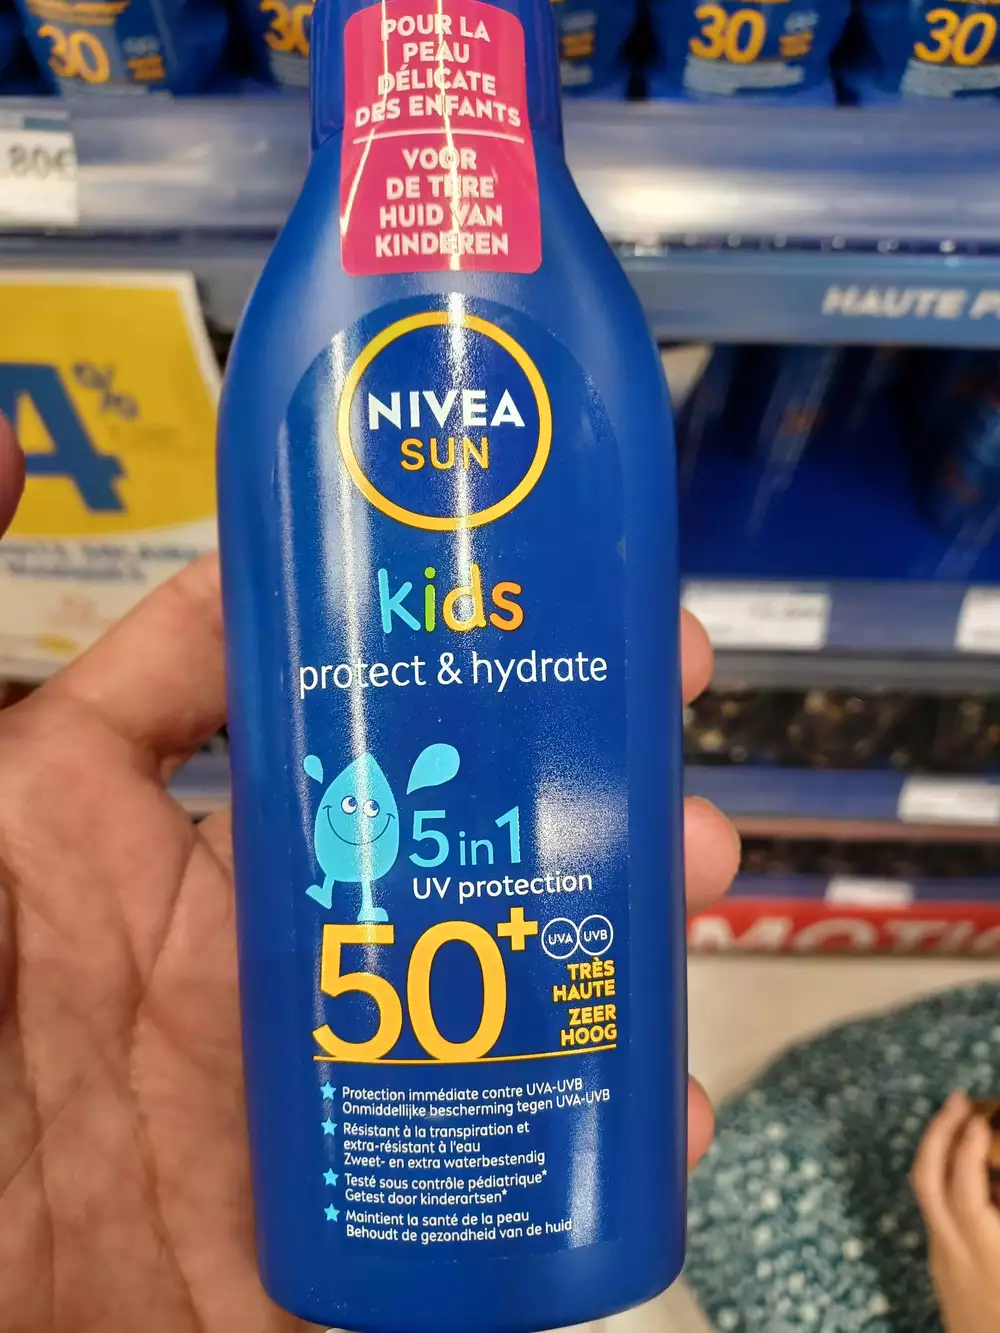 30
30
30
30
80€
A
%
HAUTE
POUR LA
PEAU
DÉLICATE
DES ENFANTS
VOOR
DE TERE
HUID VAN
KINDEREN
NIVEA
SUN
kids
protect & hydrate
5 in 1
UV protection
50+
UVA UVB
TRÈS
HAUTE
ZEER
HOOG
Protection immédiate contre UVA-UVB
Onmiddellijke bescherming tegen UVA-UVB
Résistant à la transpiration et
extra-résistant à l'eau
Zweet- en extra waterbestendig
Testé sous contrôle pédiatrique*
Getest door kinderartsen*
Maintient la santé de la peau
Behoudt de gezondheid van de huid